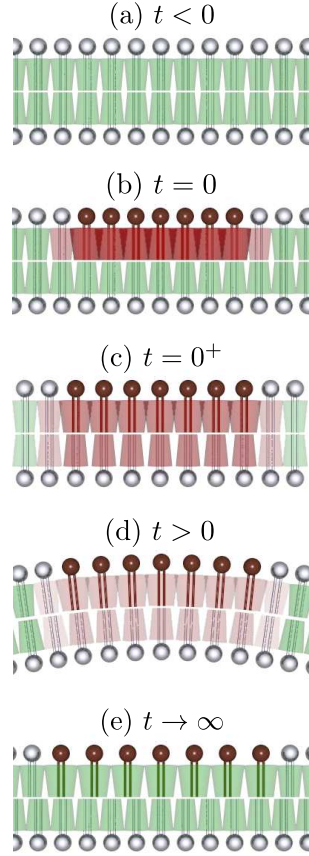 (a) t < 0
(b) t = 0
(c) t = 0⁺
(d) t > 0
(e) t → ∞